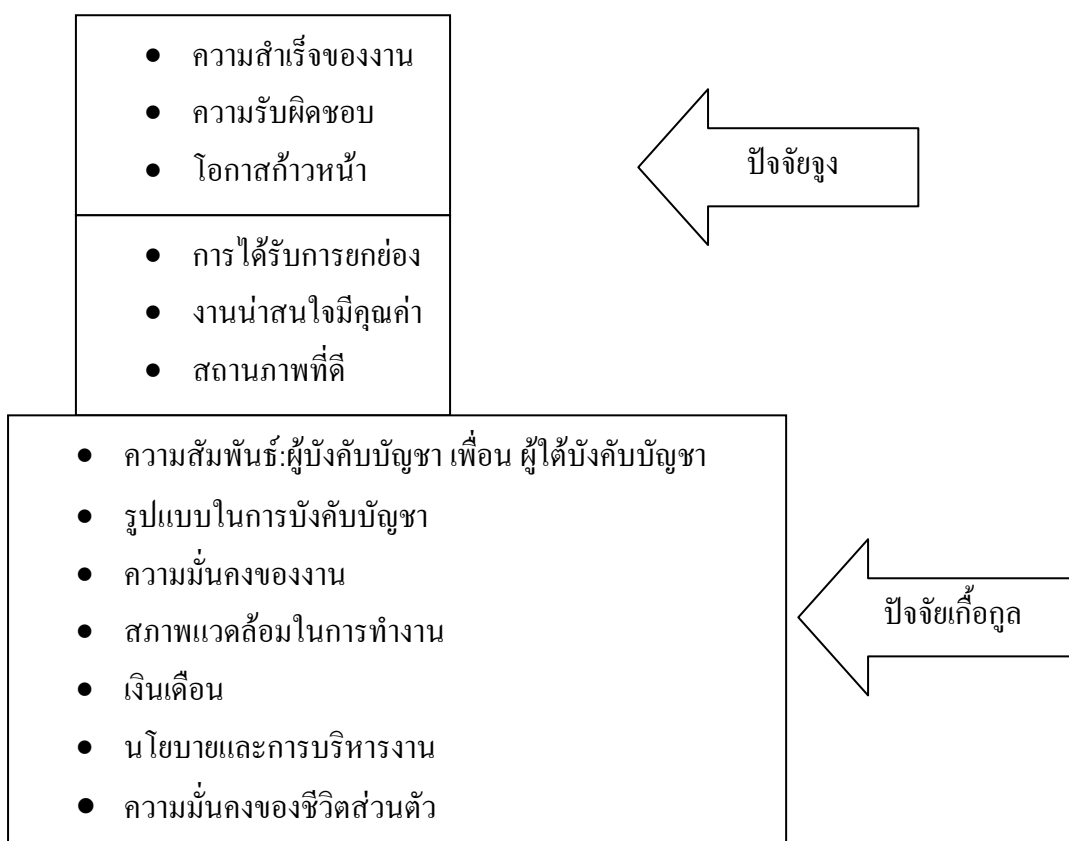 • ความสำเร็จของงาน
• ความรับผิดชอบ
• โอกาสก้าวหน้า
ปัจจัยจูง
• การได้รับการยกย่อง
• งานน่าสนใจมีคุณค่า
• สถานภาพที่ดี
• ความสัมพันธ์:ผู้บังคับบัญชา เพื่อน ผู้ใต้บังคับบัญชา
• รูปแบบในการบังคับบัญชา
• ความมั่นคงของงาน
• สภาพแวดล้อมในการทำงาน
• เงินเดือน
• นโยบายและการบริหารงาน
• ความมั่นคงของชีวิตส่วนตัว
ปัจจัยเกื้อกูล